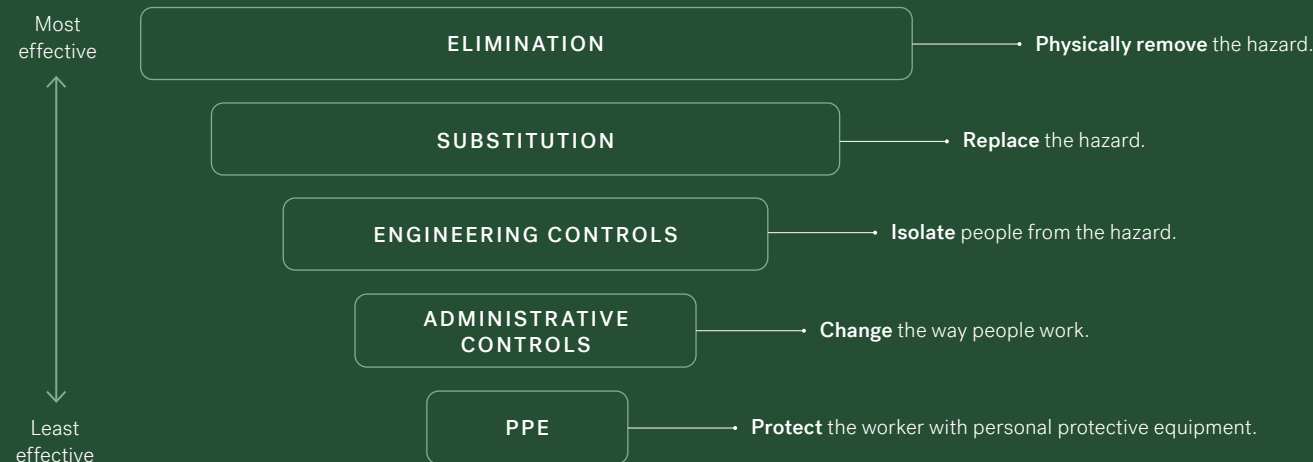 Most
effective
ELIMINATION
Physically remove the hazard.
SUBSTITUTION
Replace the hazard.
ENGINEERING CONTROLS
Isolate people from the hazard.
ADMINISTRATIVE
CONTROLS
Change the way people work.
PPE
Protect the worker with personal protective equipment.
Least
effective